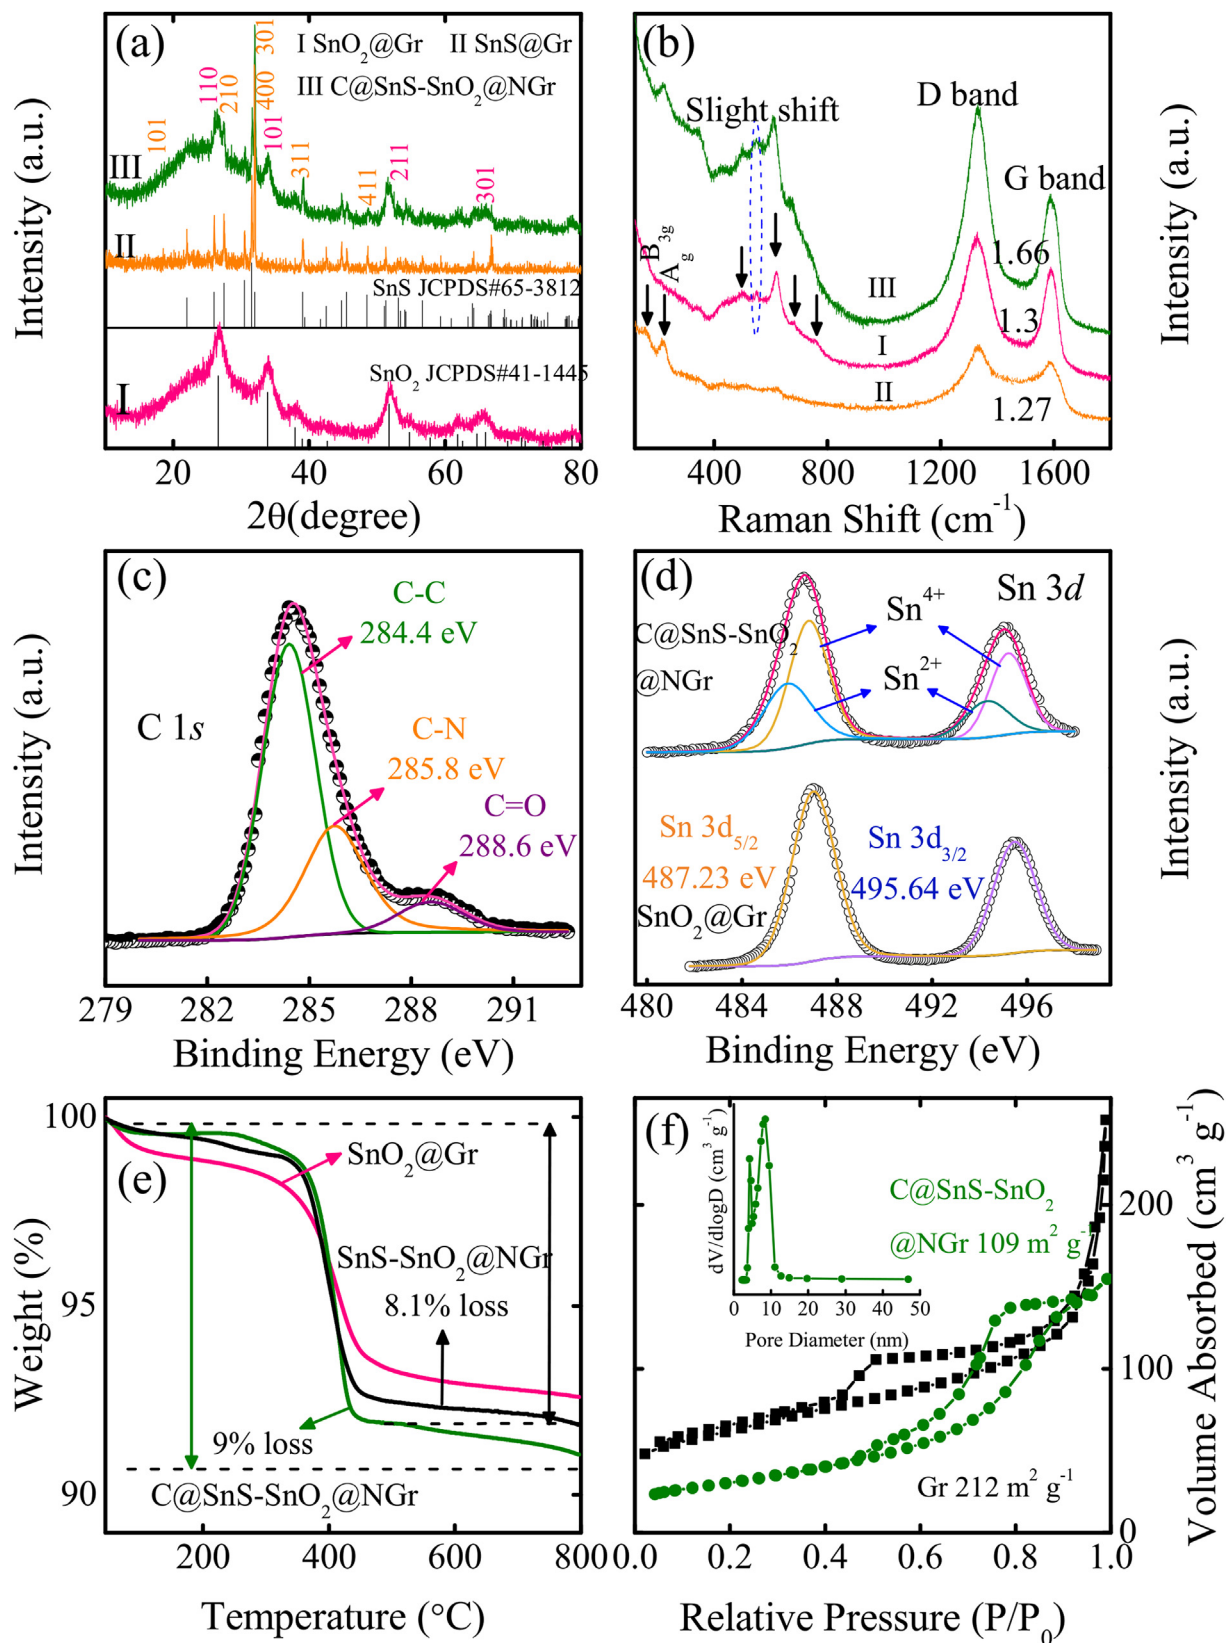 (a)
I SnO2@Gr II SnS@Gr
III C@SnS-SnO2@NGr
101
110
210
301
400
101
311
411
211
301
III
II
SnS JCPDS#65-3812
SnO2 JCPDS#41-1445
I
20 40 60 80
2θ(degree)
Intensity (a.u.)
(b)
Slight shift
D band
G band
B3g
Ag
1.66
III
1.3
I
II
1.27
400 800 1200 1600
Raman Shift (cm-1)
Intensity (a.u.)
(c)
C-C
284.4 eV
C 1s
C-N
285.8 eV
C=O
288.6 eV
279 282 285 288 291
Binding Energy (eV)
Intensity (a.u.)
(d)
Sn4+
Sn 3d
C@SnS-SnO2
@NGr
Sn2+
Sn 3d5/2
487.23 eV
Sn 3d3/2
495.64 eV
SnO2@Gr
480 484 488 492 496
Binding Energy (eV)
Intensity (a.u.)
100
95
90
(e)
SnO2@Gr
SnS-SnO2@NGr
8.1% loss
9% loss
C@SnS-SnO2@NGr
200 400 600 800
Temperature (°C)
Weight (%)
(f)
dV/dlogD (cm3 g-1)
0 10 20 30 40 50
Pore Diameter (nm)
C@SnS-SnO2
@NGr 109 m2 g-1
Gr 212 m2 g-1
200
100
0
0.0 0.2 0.4 0.6 0.8 1.0
Relative Pressure (P/P0)
Volume Absorbed (cm3 g-1)